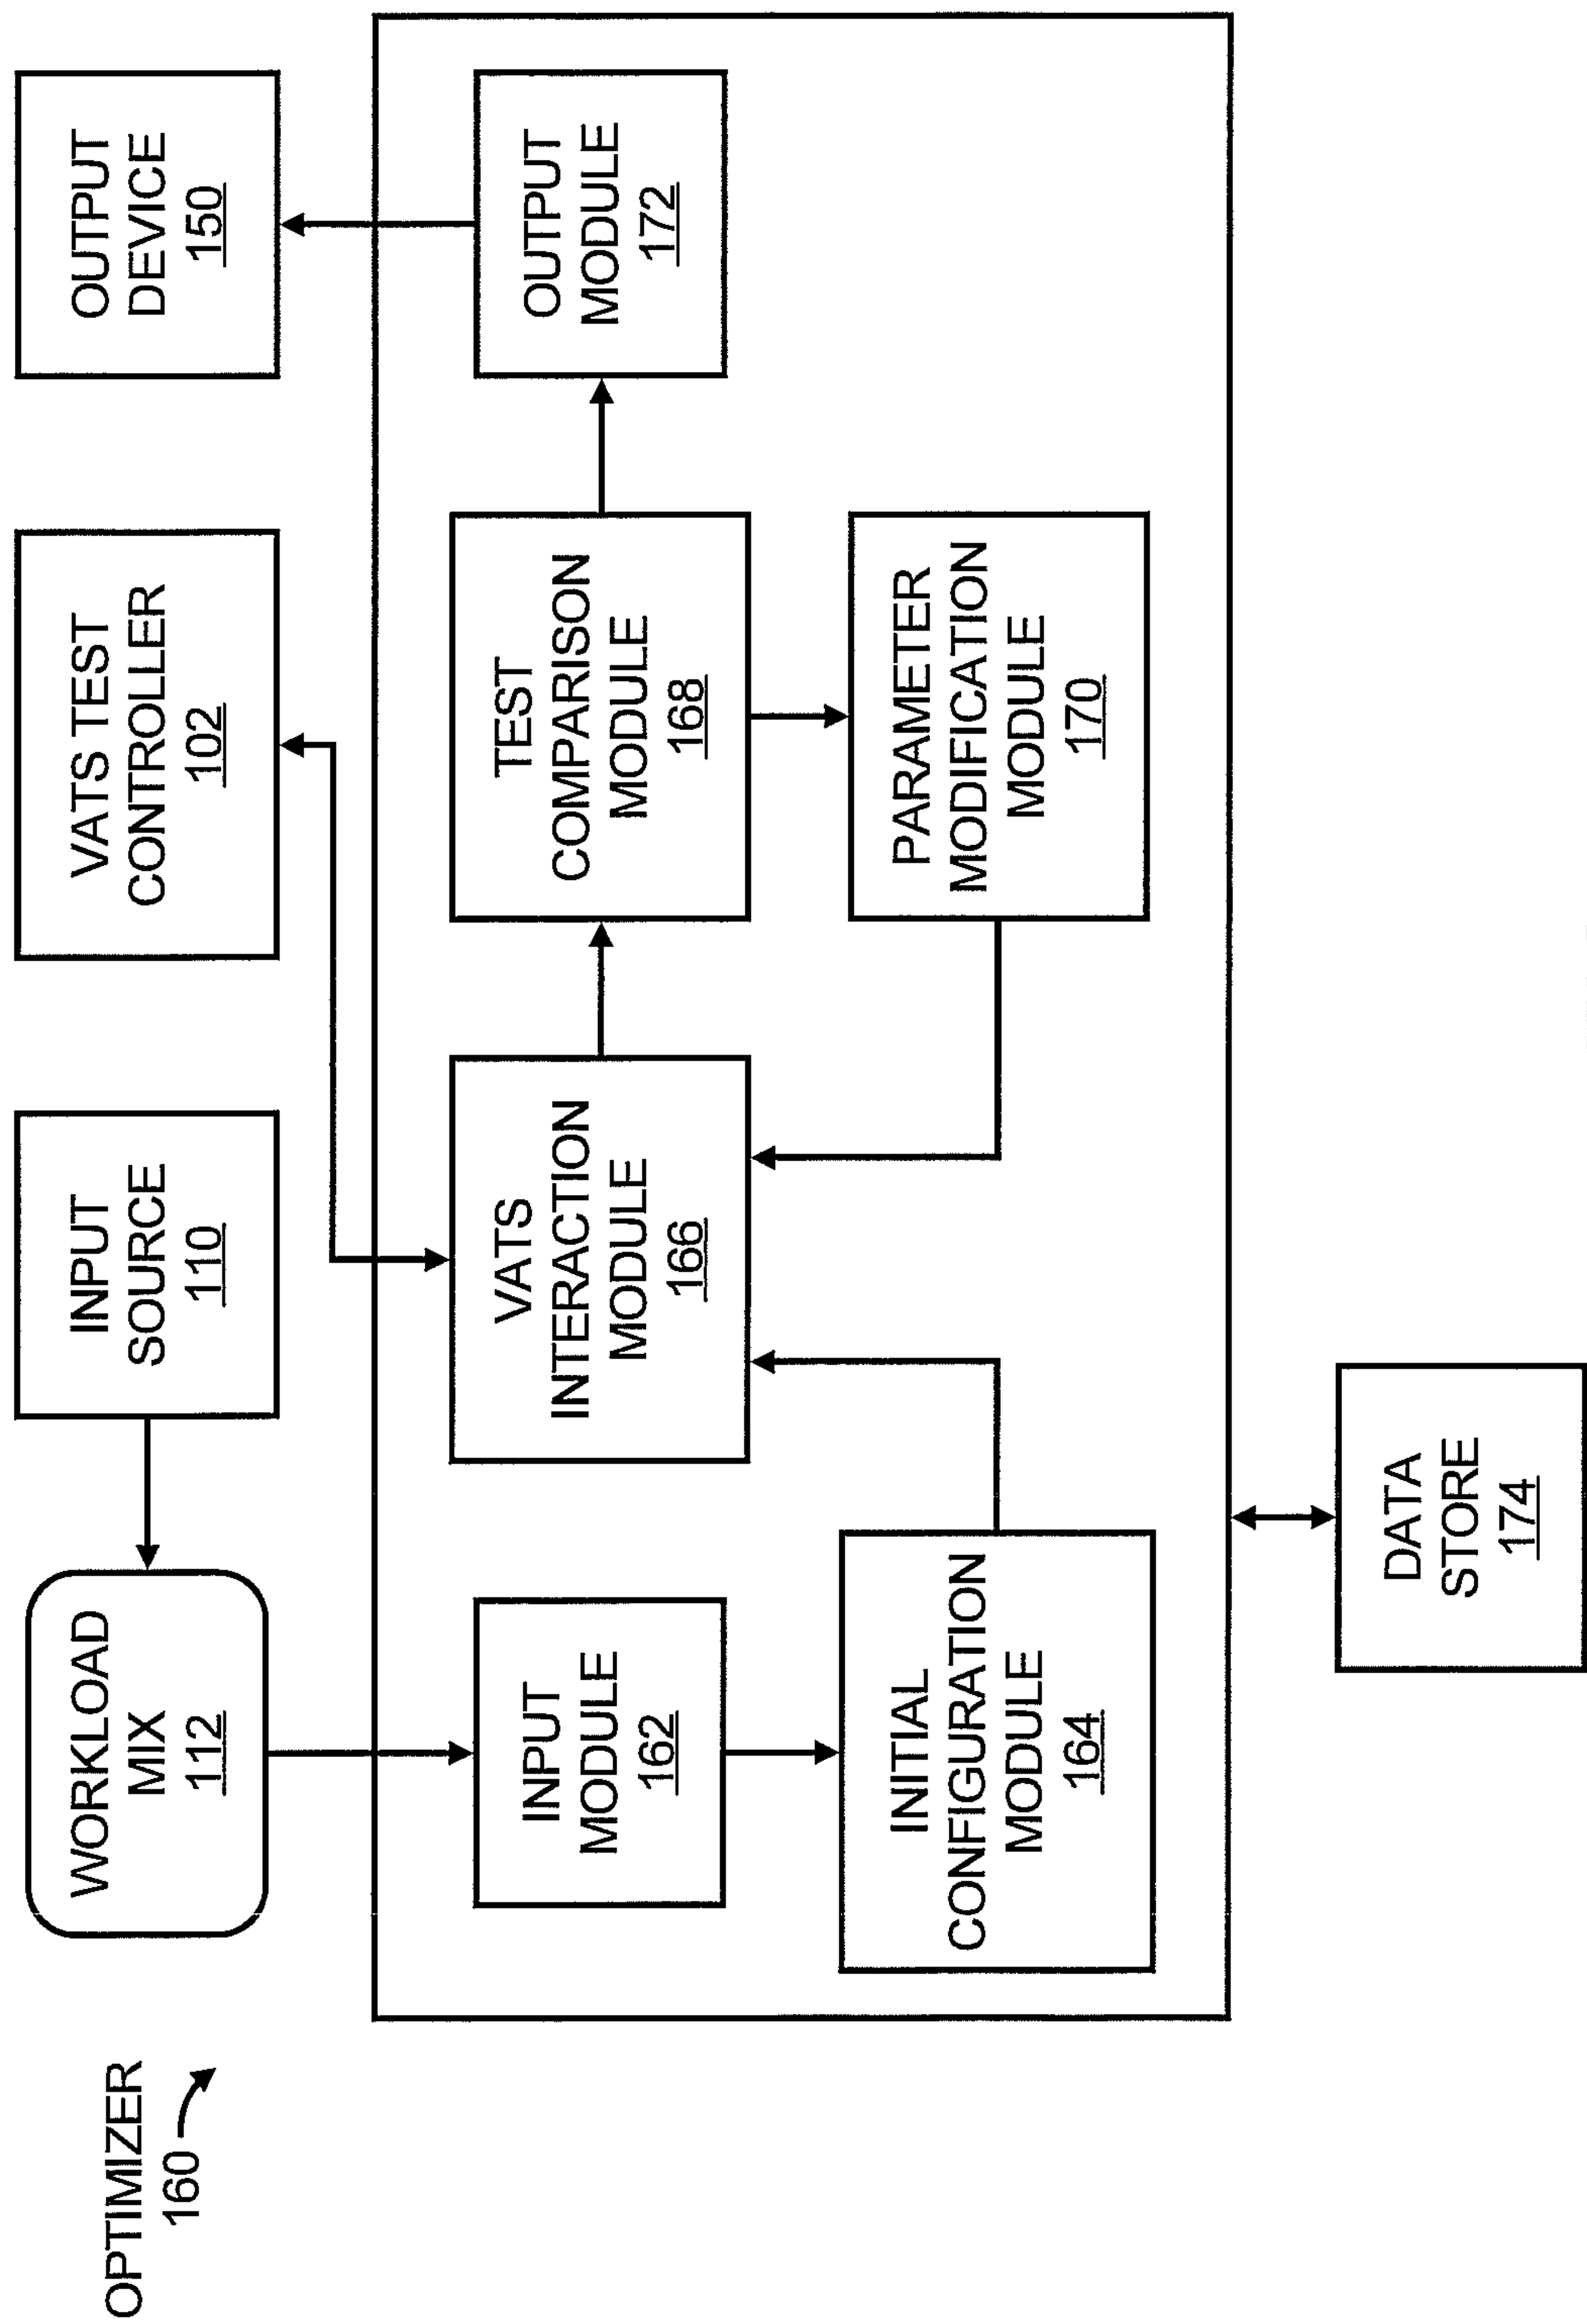 OPTIMIZER
160
WORKLOAD
MIX
112
INPUT
SOURCE
110
VATS TEST
CONTROLLER
102
OUTPUT
DEVICE
150
INPUT
MODULE
162
VATS
INTERACTION
MODULE
166
TEST
COMPARISON
MODULE
168
OUTPUT
MODULE
172
INITIAL
CONFIGURATION
MODULE
164
PARAMETER
MODIFICATION
MODULE
170
DATA
STORE
174